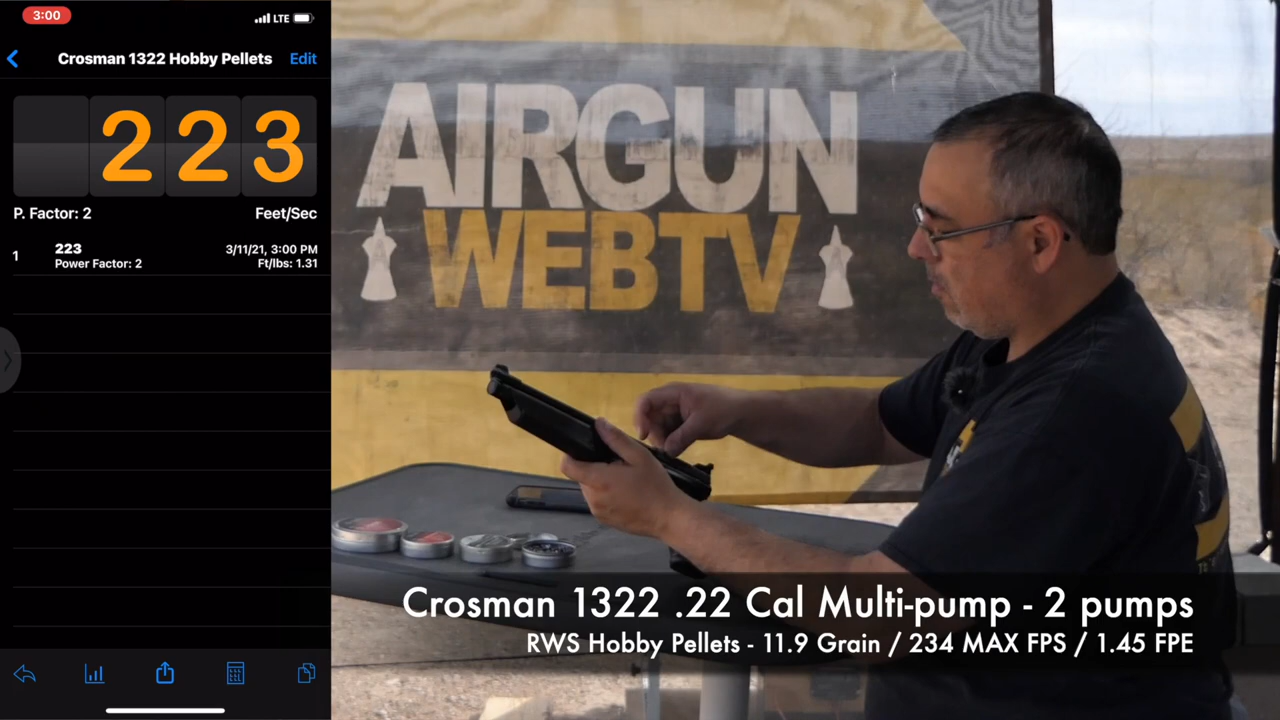 3:00
LTE
Crosman 1322 Hobby Pellets
Edit
223
P. Factor: 2
Feet/Sec
1
223
3/11/21, 3:00 PM
Power Factor: 2
Ft/lbs: 1.31
AIRGUN
WEBTV
Crosman 1322 .22 Cal Multi-pump - 2 pumps
RWS Hobby Pellets - 11.9 Grain / 234 MAX FPS / 1.45 FPE